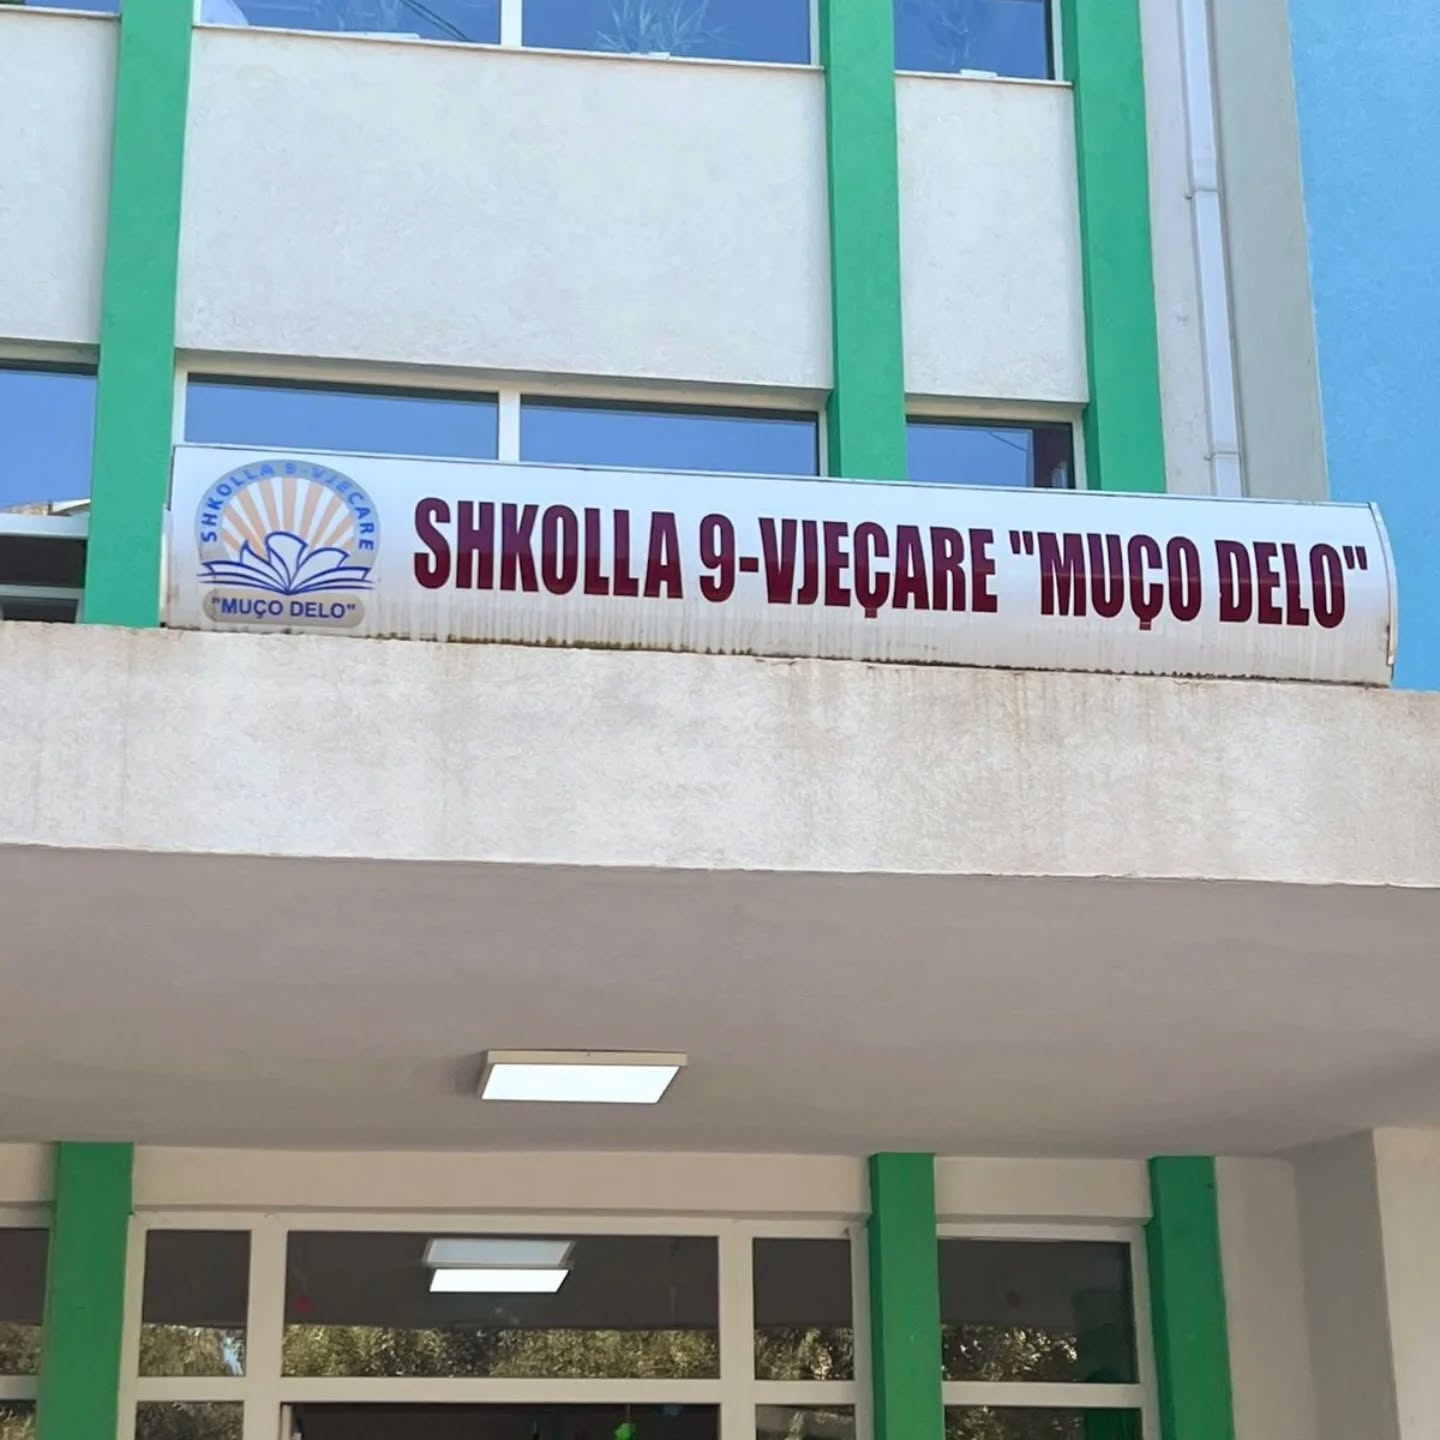 SHKOLLA 9-VJEÇARE
"MUÇO DELO"
SHKOLLA 9-VJEÇARE "MUÇO DELO"